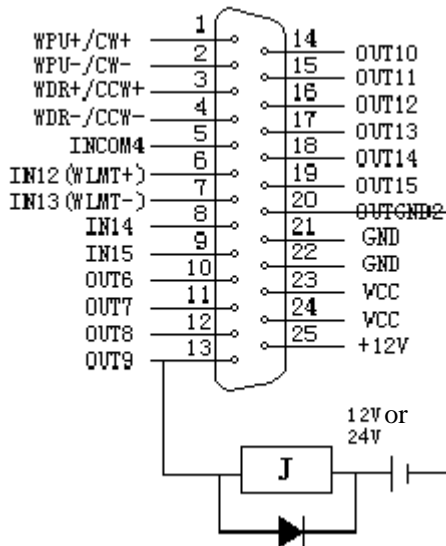 1 WPU+/CW+
2 WPU-/CW-
3 WDR+/CCW+
4 WDR-/CCW-
5 INCOM4
6 IN12(WLMT+)
7 IN13(WLMT-)
8 IN14
9 IN15
10 OUT6
11 OUT7
12 OUT8
13 OUT9
14 OUT10
15 OUT11
16 OUT12
17 OUT13
18 OUT14
19 OUT15
20 OUTGND2
21 GND
22 GND
23 VCC
24 VCC
25 +12V
12V or
24V
J